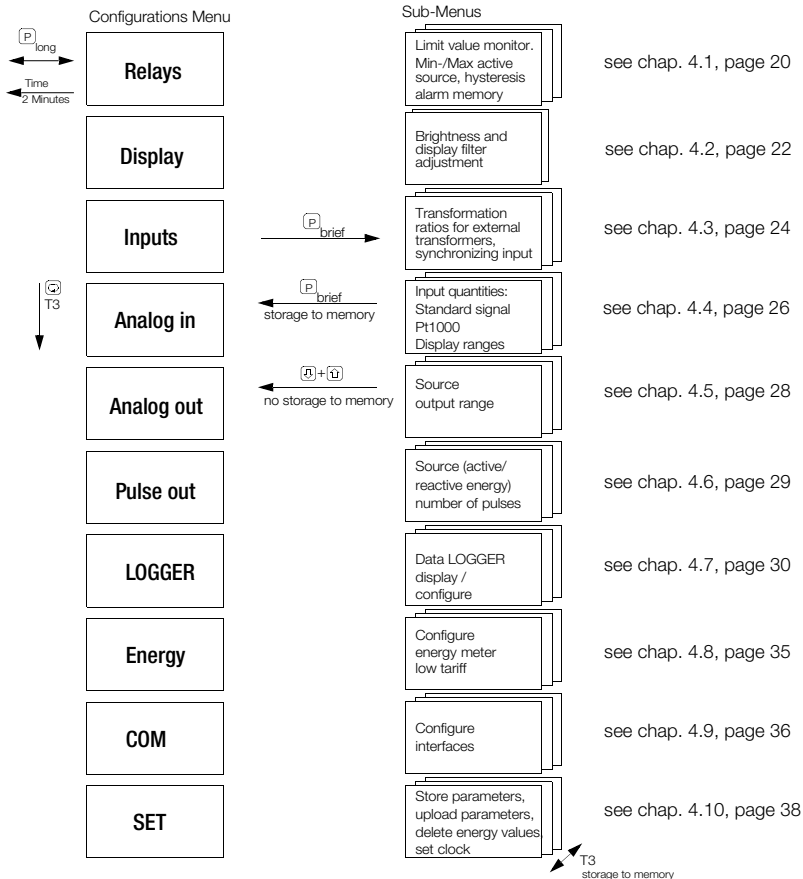 Configurations Menu
Sub-Menus
P long
Time
2 Minutes
Relays
Limit value monitor.
Min-/Max active
source, hysteresis
alarm memory
see chap. 4.1, page 20
Display
Brightness and
display filter
adjustment
see chap. 4.2, page 22
Inputs
P brief
Transformation
ratios for external
transformers,
synchronizing input
see chap. 4.3, page 24
T3
Analog in
P brief
storage to memory
Input quantities:
Standard signal
Pt1000
Display ranges
see chap. 4.4, page 26
Analog out
+
no storage to memory
Source
output range
see chap. 4.5, page 28
Pulse out
Source (active/
reactive energy)
number of pulses
see chap. 4.6, page 29
LOGGER
Data LOGGER
display /
configure
see chap. 4.7, page 30
Energy
Configure
energy meter
low tariff
see chap. 4.8, page 35
COM
Configure
interfaces
see chap. 4.9, page 36
SET
Store parameters,
upload parameters,
delete energy values,
set clock
see chap. 4.10, page 38
T3
storage to memory